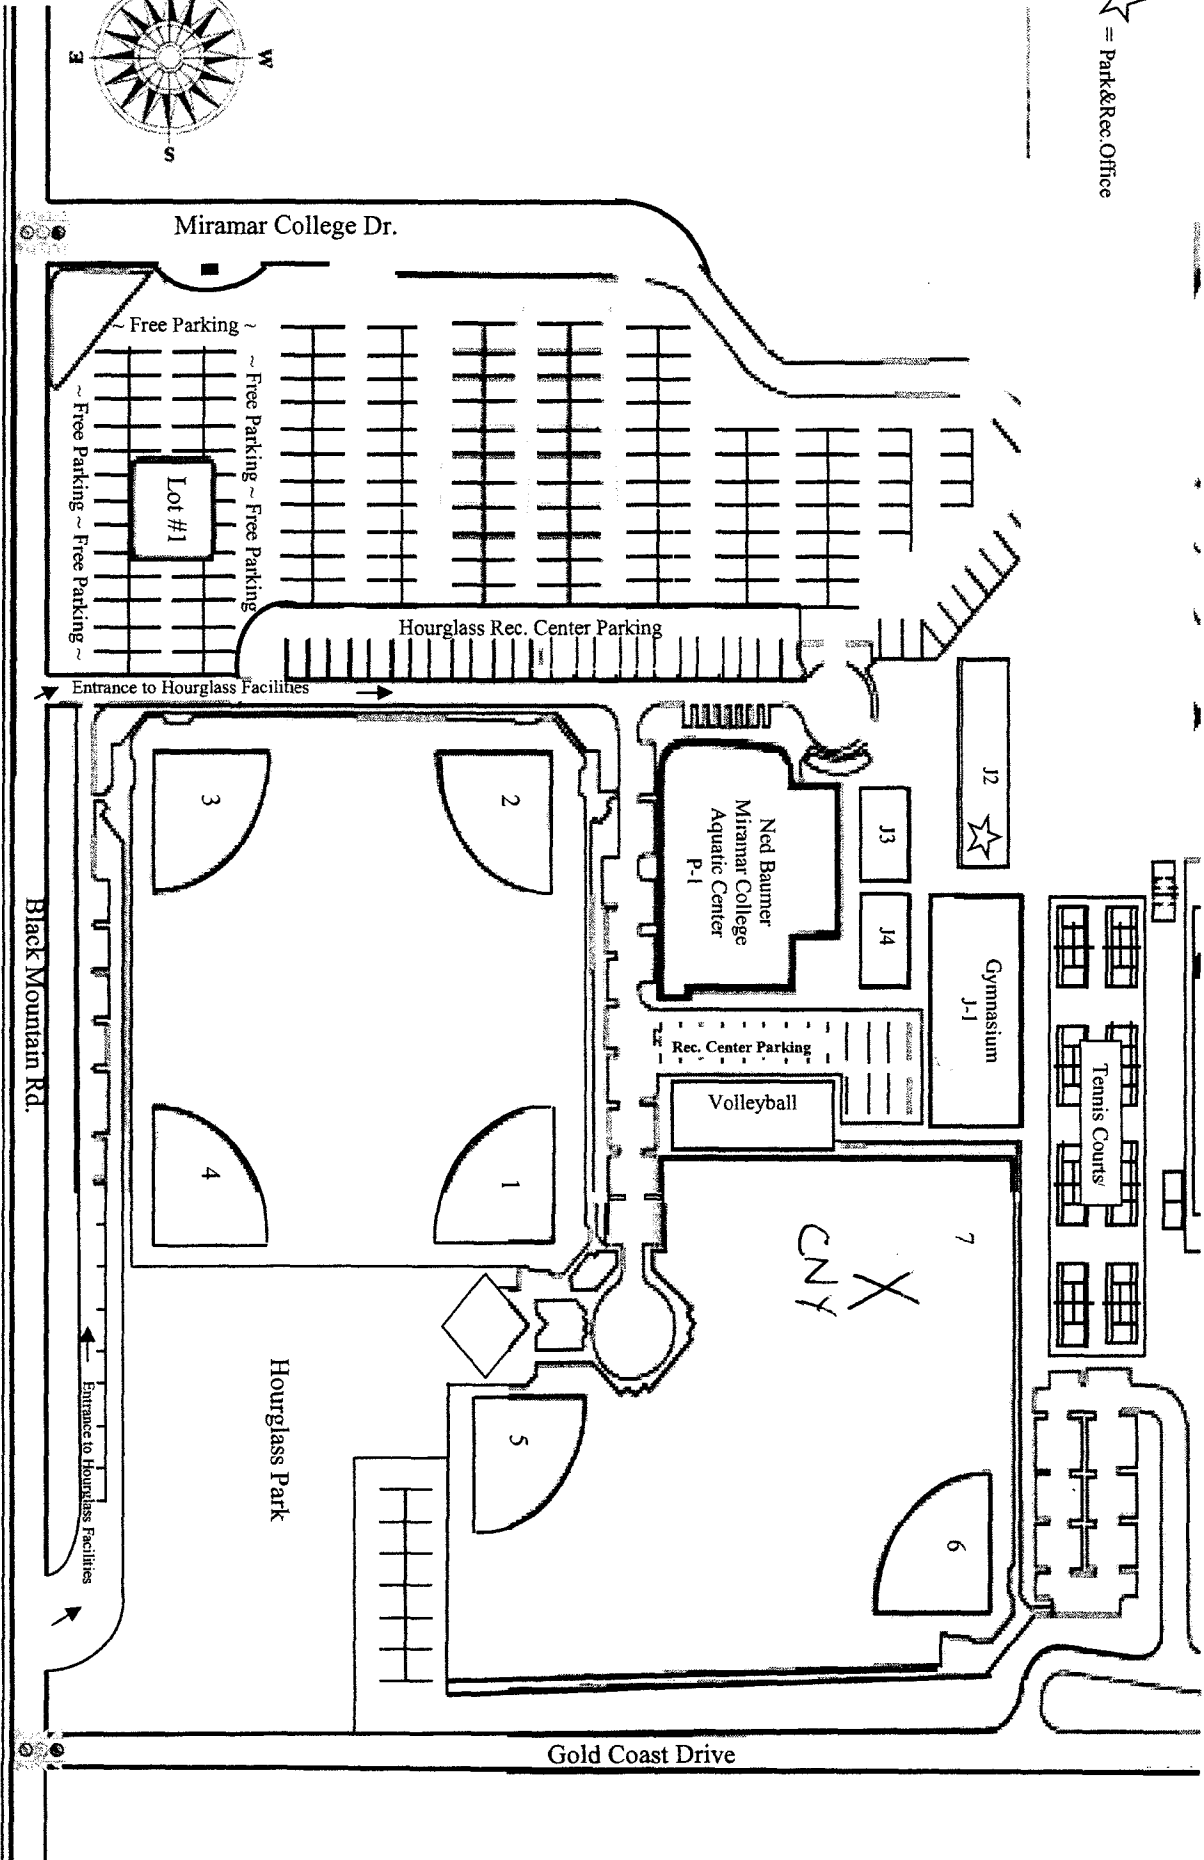 = Park&Rec.Office
W
E
S
Miramar College Dr.
~ Free Parking ~
~ Free Parking ~ Free Parking
~ Free Parking ~ Free Parking ~
Lot #1
Hourglass Rec. Center Parking
Entrance to Hourglass Facilities
J2
3
2
Ned Baumer
Miramar College
Aquatic Center
P-1
J3
J4
Gymnasium
J-1
Rec. Center Parking
Volleyball
Tennis Courts/
Black Mountain Rd.
4
1
7
X
CNY
Hourglass Park
5
6
Entrance to Hourglass Facilities
Gold Coast Drive